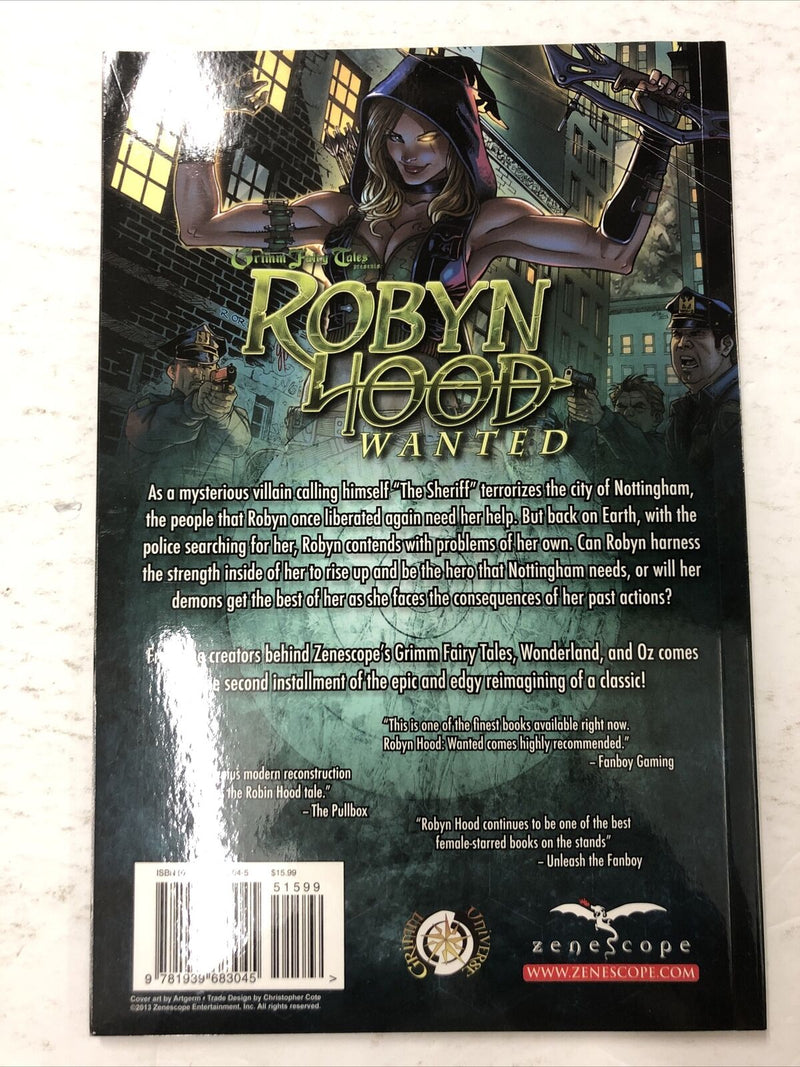 Grimm Fairy Tales
presents:
ROBYN
HOOD
WANTED
As a mysterious villain calling himself "The Sheriff" terrorizes the city of Nottingham,
the people that Robyn once liberated again need her help. But back on Earth, with the
police searching for her, Robyn contends with problems of her own. Can Robyn harness
the strength inside of her to rise up and be the hero that Nottingham needs, or will her
demons get the best of her as she faces the consequences of her past actions?
creators behind Zenescope's Grimm Fairy Tales, Wonderland, and Oz comes
second installment of the epic and edgy reimagining of a classic!
"This is one of the finest books available right now.
Robyn Hood: Wanted comes highly recommended."
– Fanboy Gaming
modern reconstruction
the Robin Hood tale."
– The Pullbox
"Robyn Hood continues to be one of the best
female-starred books on the stands"
– Unleash the Fanboy
ISBN $15.99
51599
9 781939 683045 >
GRIMM UNIVERSE
zenescope
WWW.ZENESCOPE.COM
Cover art by Artgerm • Trade Design by Christopher Cote
©2013 Zenescope Entertainment, Inc. All rights reserved.